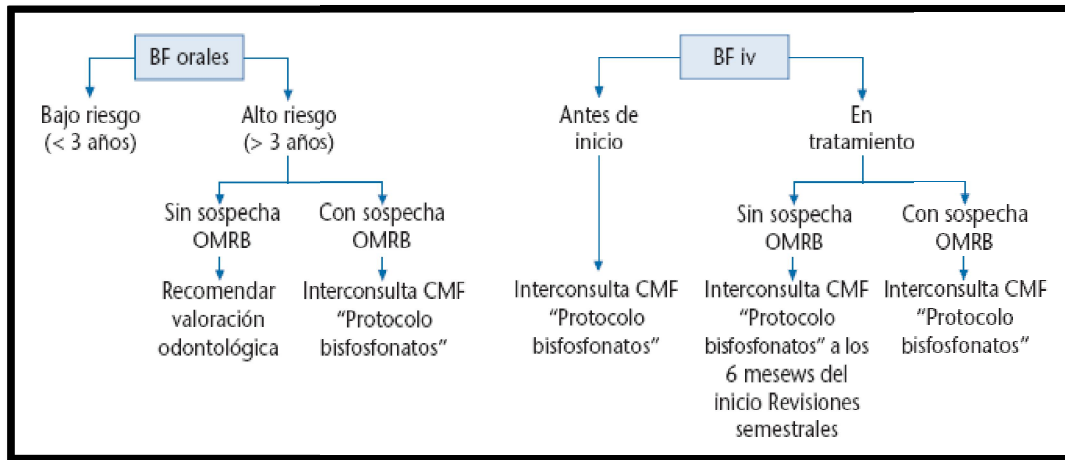 BF orales
Bajo riesgo
(< 3 años)
Alto riesgo
(> 3 años)
Sin sospecha
OMRB
Con sospecha
OMRB
Recomendar
valoración
odontológica
Interconsulta CMF
“Protocolo
bisfosfonatos”
BF iv
Antes de
inicio
En
tratamiento
Sin sospecha
OMRB
Con sospecha
OMRB
Interconsulta CMF
“Protocolo
bisfosfonatos”
Interconsulta CMF
“Protocolo
bisfosfonatos” a los
6 mesews del
inicio Revisiones
semestrales
Interconsulta CMF
“Protocolo
bisfosfonatos”